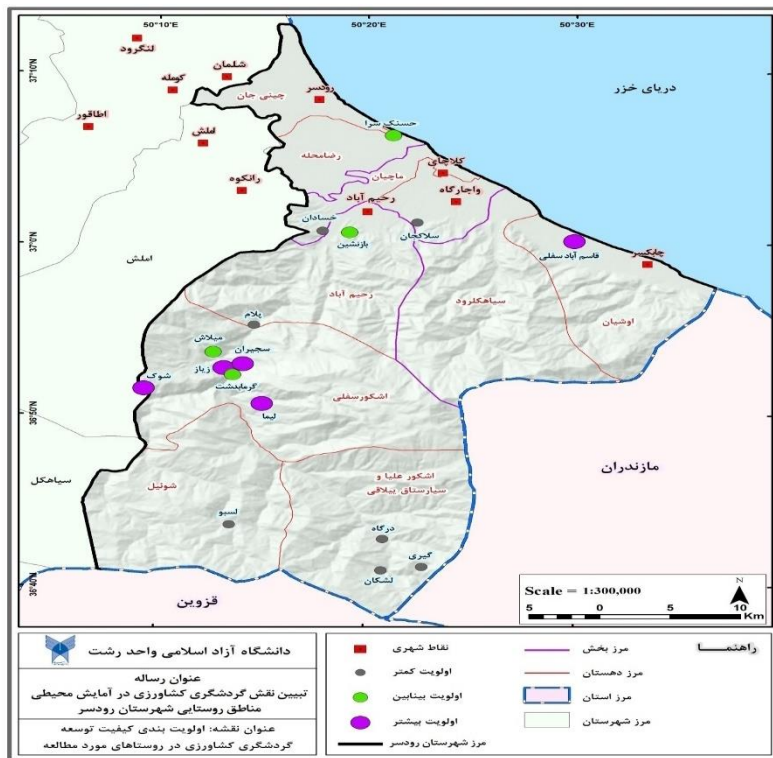 50°10'E
50°20'E
50°30'E
37°10'N
37°0'N
36°50'N
36°40'N
لنگرود
شلمان
کومله
اطاقور
املش
رانکوه
چینی جان
رودسر
دریای خزر
حسنک سرا
رضامحله
ماچیان
کلاچای
واجارگاه
رحیم آباد
خسادان
بازنشین
سلاکجان
قاسم آباد سفلی
چابکسر
املش
رحیم آباد
سیاهکلرود
اوشیان
پلام
میلاش
سجیران
زیاز
گرمابدشت
شوک
لیما
اشکورسفلی
مازندران
سیاهکل
شوئیل
اشکور علیا و
سیارستاق ییلاقی
لسبو
درگاه
گیری
لشکان
قزوین
Scale = 1:300,000
N
5 0 5 10
Km
راهنما
مرز بخش
مرز دهستان
مرز استان
مرز شهرستان
نقاط شهری
اولویت کمتر
اولویت بینابین
اولویت بیشتر
مرز شهرستان رودسر
دانشگاه آزاد اسلامی واحد رشت
عنوان رساله
تبیین نقش گردشگری کشاورزی در آمایش محیطی
مناطق روستایی شهرستان رودسر
عنوان نقشه: اولویت بندی کیفیت توسعه
گردشگری کشاورزی در روستاهای مورد مطالعه